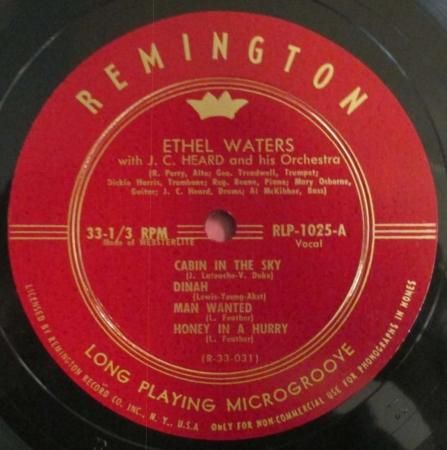 REMINGTON
ETHEL WATERS
with J. C. HEARD and his Orchestra
(R. Perry, Alto; Geo. Treadwell, Trumpet;
Dickie Harris, Trombone; Reg. Beane, Piano; Mary Osborne,
Guitar; J. C. Heard, Drums; Al McKibben, Bass)
33-1/3 RPM RLP-1025-A
Made of WEBSTERLITE Vocal
CABIN IN THE SKY
(J. Latouche-V. Duke)
DINAH
(Lewis-Young-Akst)
MAN WANTED
(L. Feather)
HONEY IN A HURRY
(L. Feather)
(R-33-031)
LONG PLAYING MICROGROOVE
LICENSED BY REMINGTON RECORD CO. INC., N. Y., U.S.A ONLY FOR NON-COMMERCIAL USE FOR PHONOGRAPHS IN HOMES